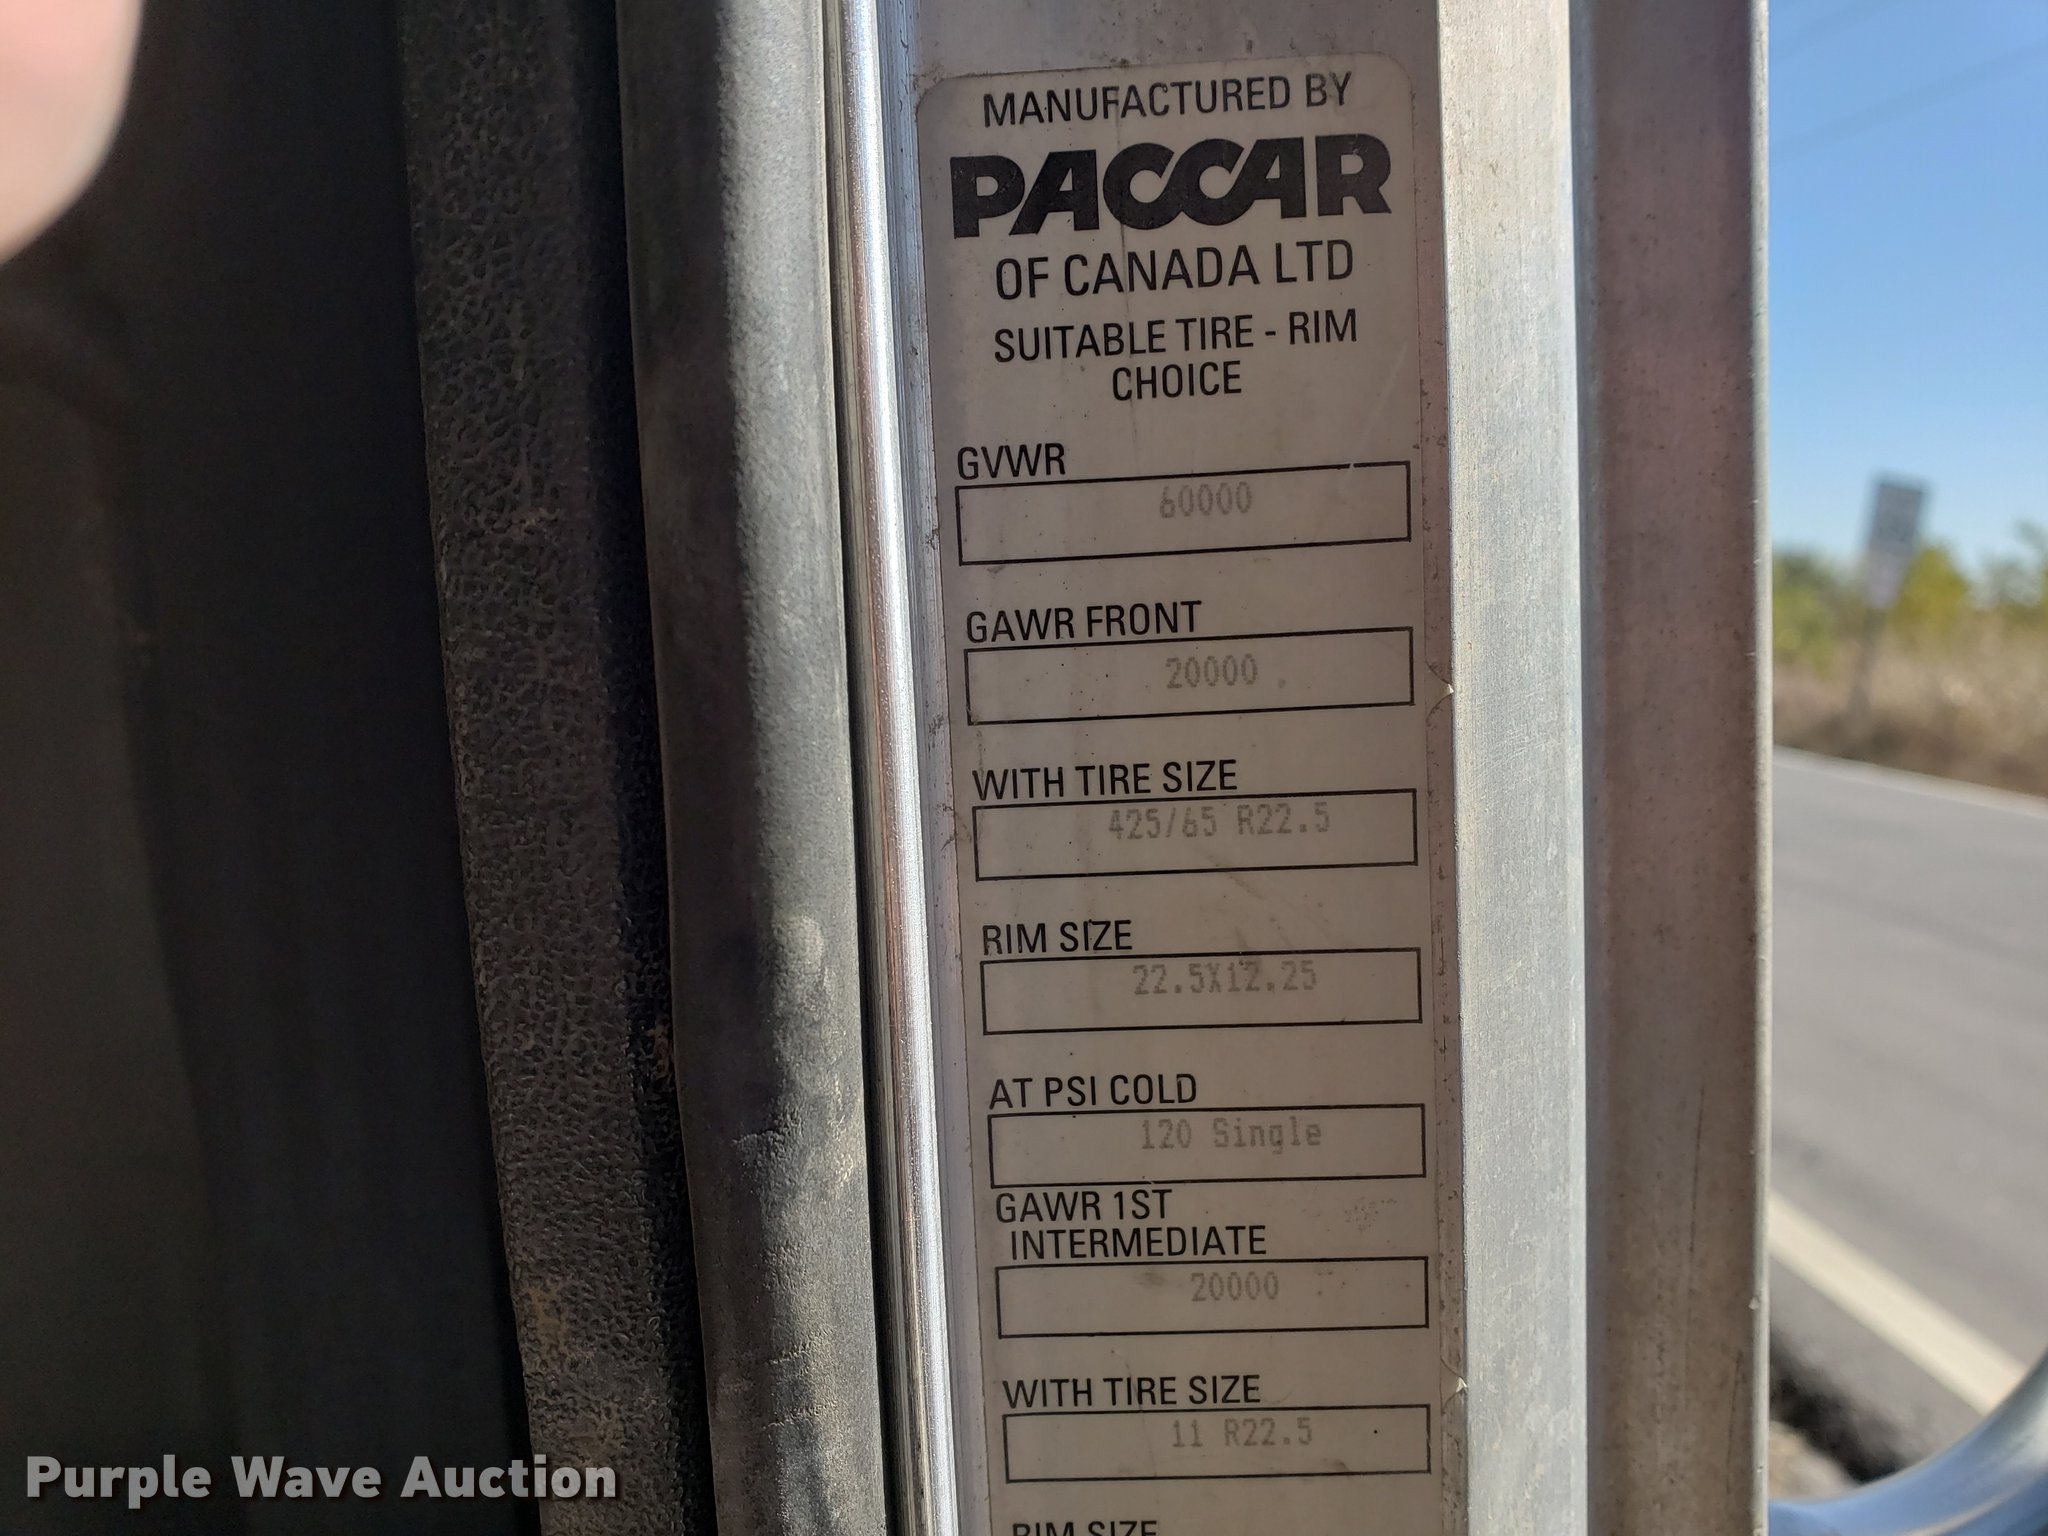 MANUFACTURED BY
PACCAR
OF CANADA LTD
SUITABLE TIRE - RIM
CHOICE
GVWR
60000
GAWR FRONT
20000 .
WITH TIRE SIZE
425/65 R22.5
RIM SIZE
22.5X12.25
AT PSI COLD
120 Single
GAWR 1ST
INTERMEDIATE
20000
WITH TIRE SIZE
11 R22.5
RIM SIZE
Purple Wave Auction